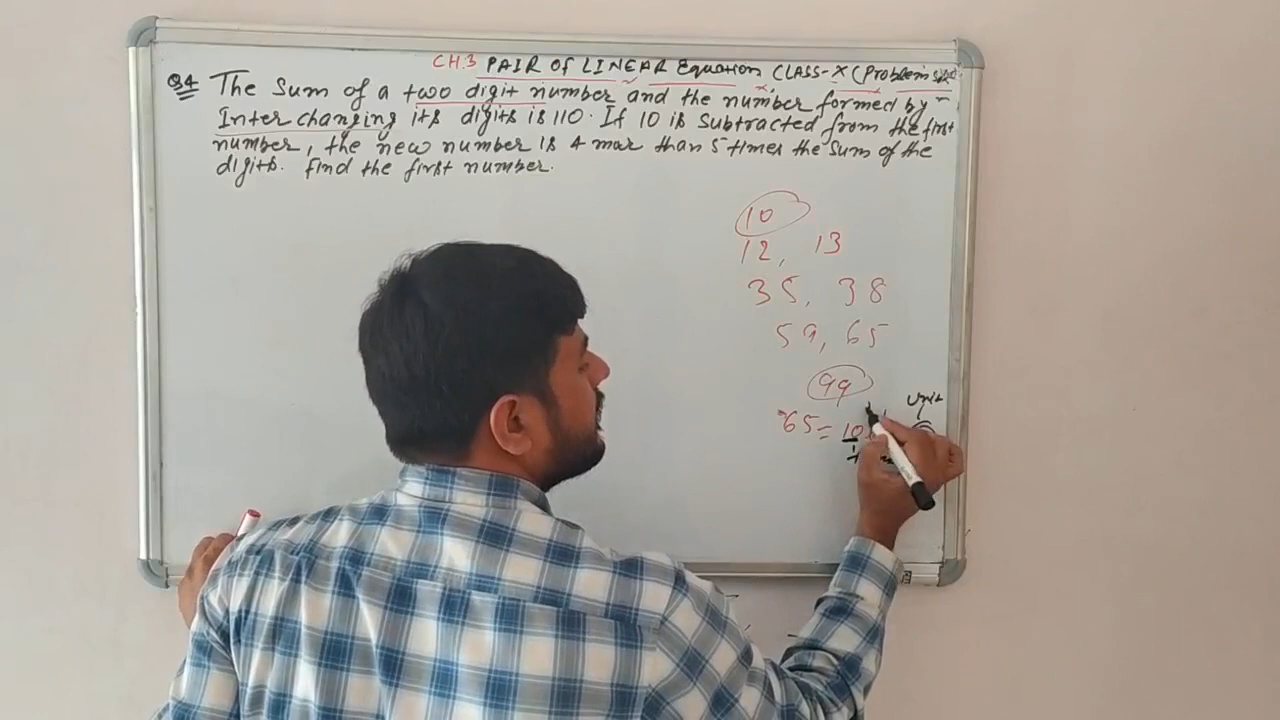 CH.3 PAIR OF LINEAR Equation CLASS-X (Problem
Q4 The Sum of a two digit number and the number formed by
Inter changing its digits is 110. If 10 is subtracted from the first
number, the new number is 4 mar than 5 times the sum of the
digits. Find the first number.
10
12, 13
35, 38
59, 65
99
Unit
65 = 10